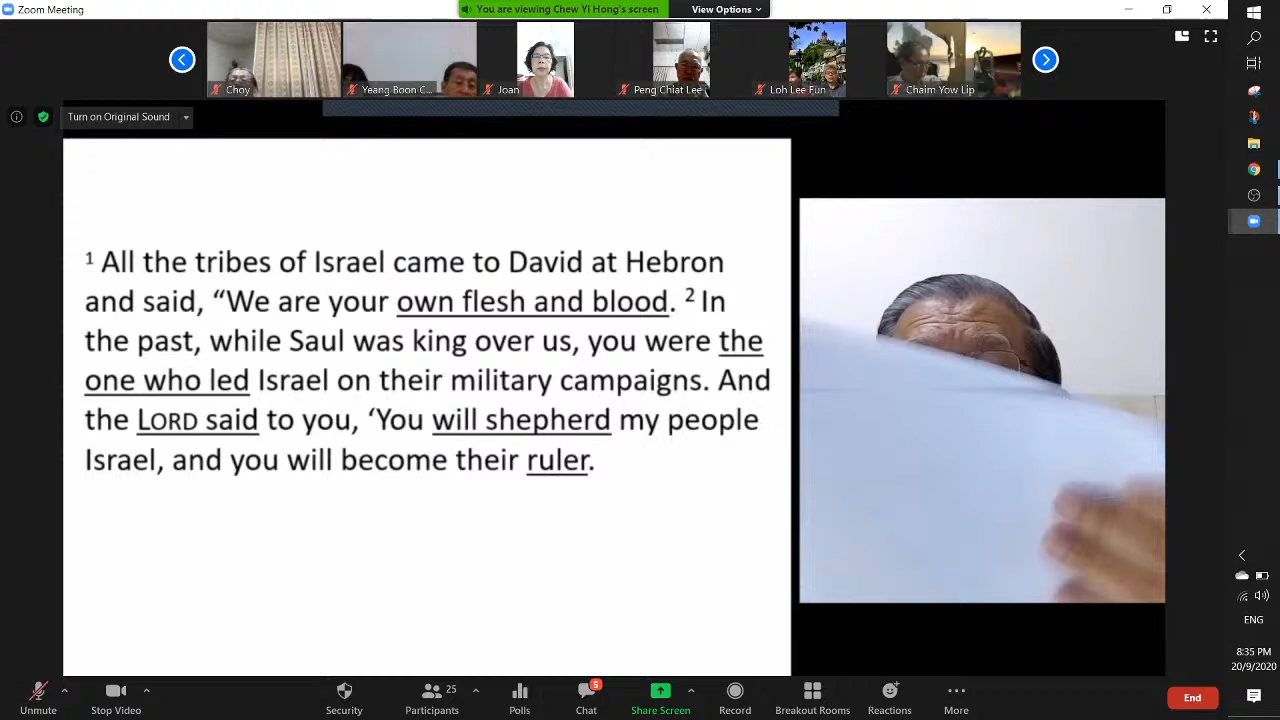 Zoom Meeting
You are viewing Chew Yi Hong's screen
View Options
Choy
Yeang Boon C...
Joan
Peng Chiat Lee
Loh Lee Fun
Chaim Yow Lip
Turn on Original Sound
1 All the tribes of Israel came to David at Hebron
and said, “We are your own flesh and blood. 2 In
the past, while Saul was king over us, you were the
one who led Israel on their military campaigns. And
the LORD said to you, ‘You will shepherd my people
Israel, and you will become their ruler.
ENG
8:35 PM
20/9/2020
Unmute
Stop Video
Security
Participants
25
Polls
Chat
5
Share Screen
Record
Breakout Rooms
Reactions
More
End